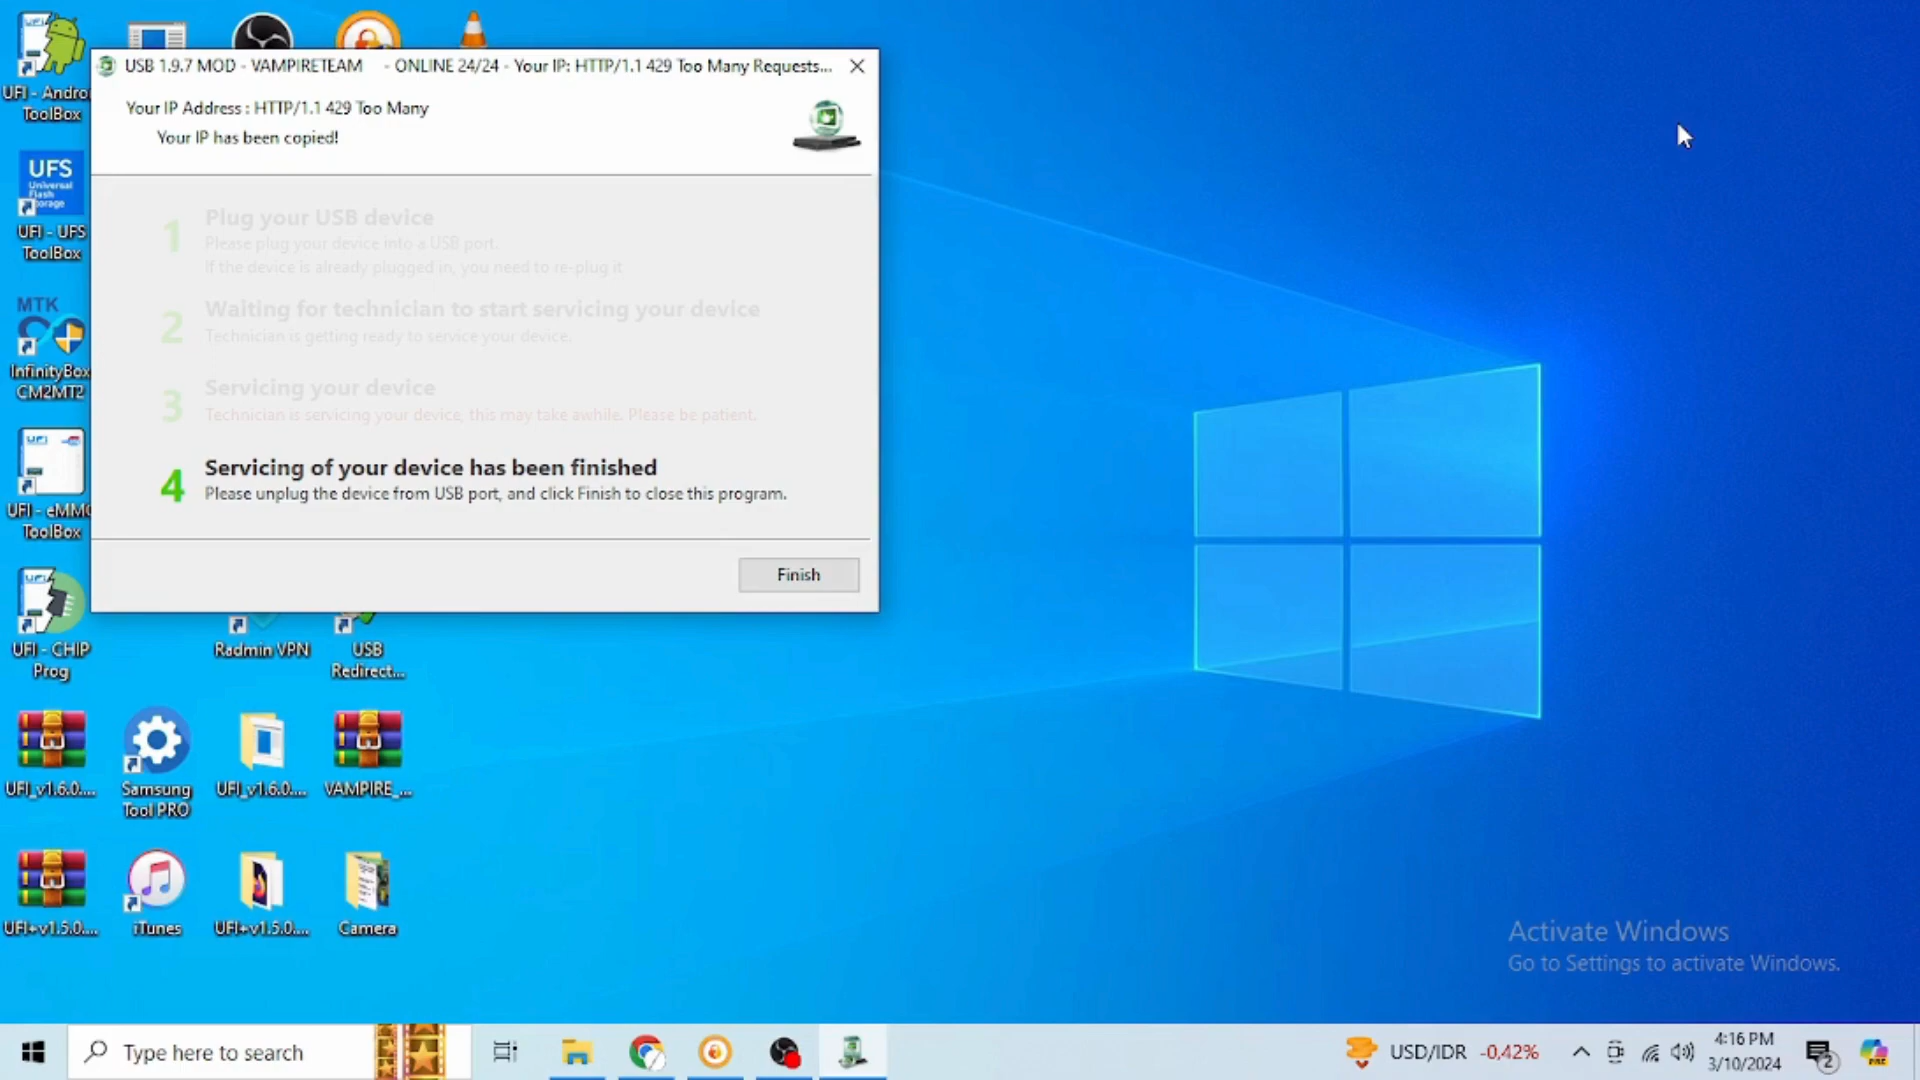 UFI - Andro
ToolBox
USB 1.9.7 MOD - VAMPIRETEAM - ONLINE 24/24 - Your IP: HTTP/1.1 429 Too Many Requests...
Your IP Address : HTTP/1.1 429 Too Many
Your IP has been copied!
1
Plug your USB device
Please plug your device into a USB port.
If the device is already plugged in, you need to re-plug it
2
Waiting for technician to start servicing your device
Technician is getting ready to service your device.
3
Servicing your device
Technician is servicing your device, this may take awhile. Please be patient.
4
Servicing of your device has been finished
Please unplug the device from USB port, and click Finish to close this program.
Finish
UFS
Universal
Flash
Storage
UFI - UFS
ToolBox
MTK
InfinityBox
CM2MT2
UFI
UFI - eMMC
ToolBox
UFI
UFI - CHIP
Prog
Radmin VPN
USB
Redirect...
UFI_v1.6.0....
Samsung
Tool PRO
UFI_v1.6.0....
VAMPIRE_...
UFI+v1.5.0....
iTunes
UFI+v1.5.0....
Camera
Activate Windows
Go to Settings to activate Windows.
Type here to search
USD/IDR -0,42%
4:16 PM
3/10/2024
2
PRE